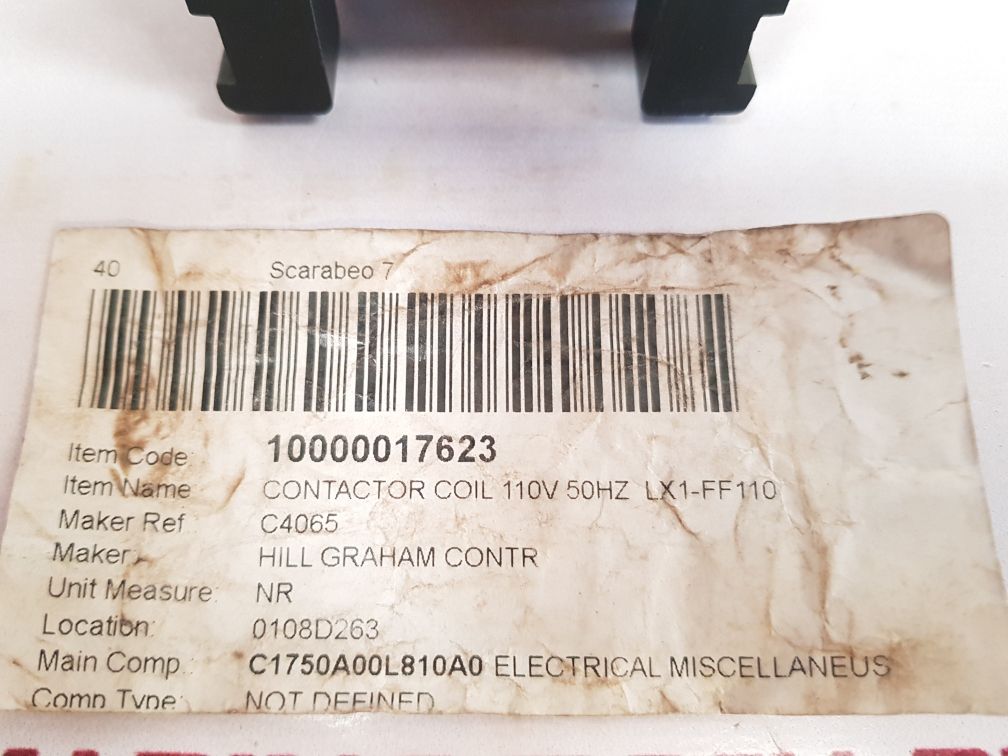 40 Scarabeo 7
Item Code: 10000017623
Item Name CONTACTOR COIL 110V 50HZ LX1-FF110
Maker Ref C4065
Maker HILL GRAHAM CONTR
Unit Measure: NR
Location: 0108D263
Main Comp.: C1750A00L810A0 ELECTRICAL MISCELLANEUS
Comp Type: NOT DEFINED